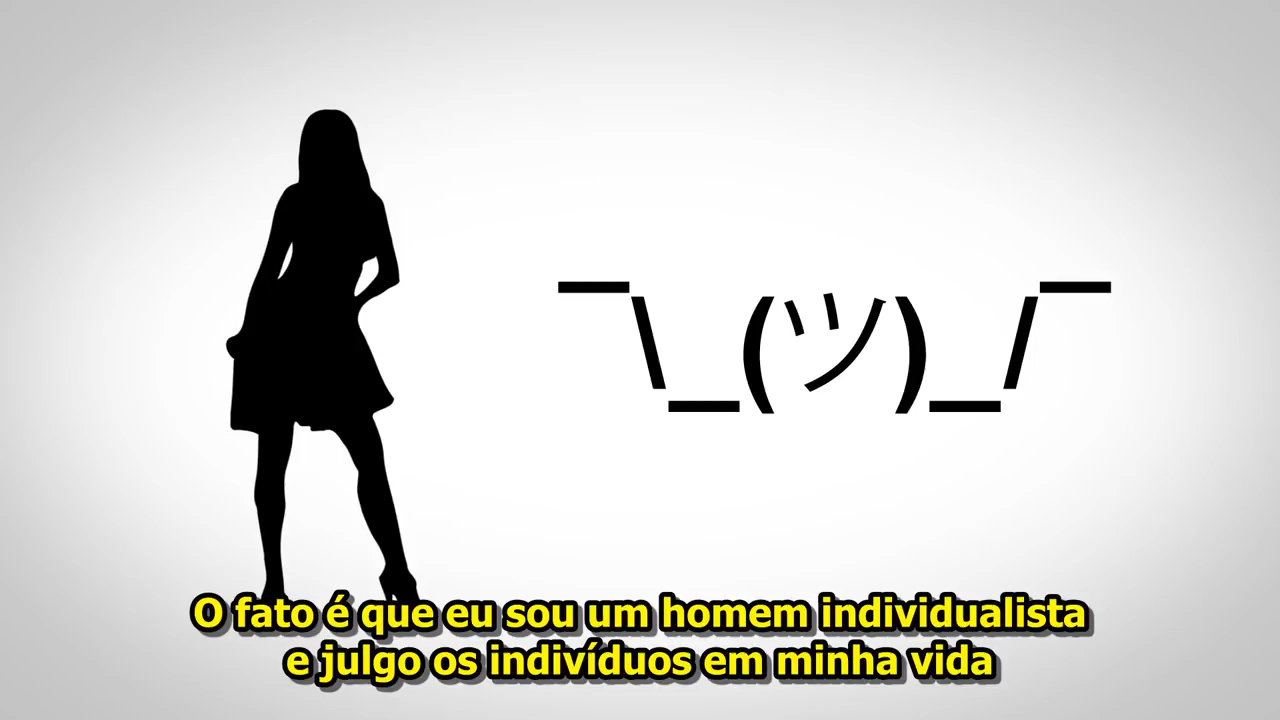 ¯\_(ツ)_/¯
O fato é que eu sou um homem individualista
e julgo os indivíduos em minha vida